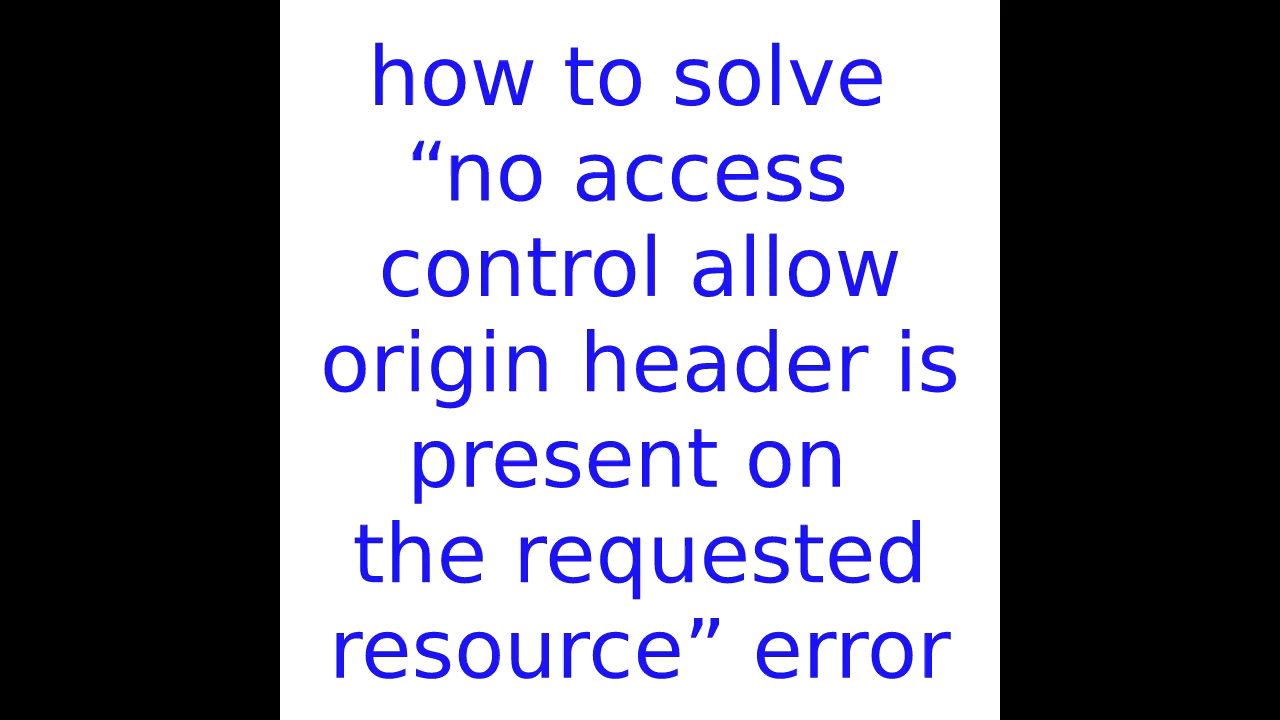 how to solve
“no access
control allow
origin header is
present on
the requested
resource” error